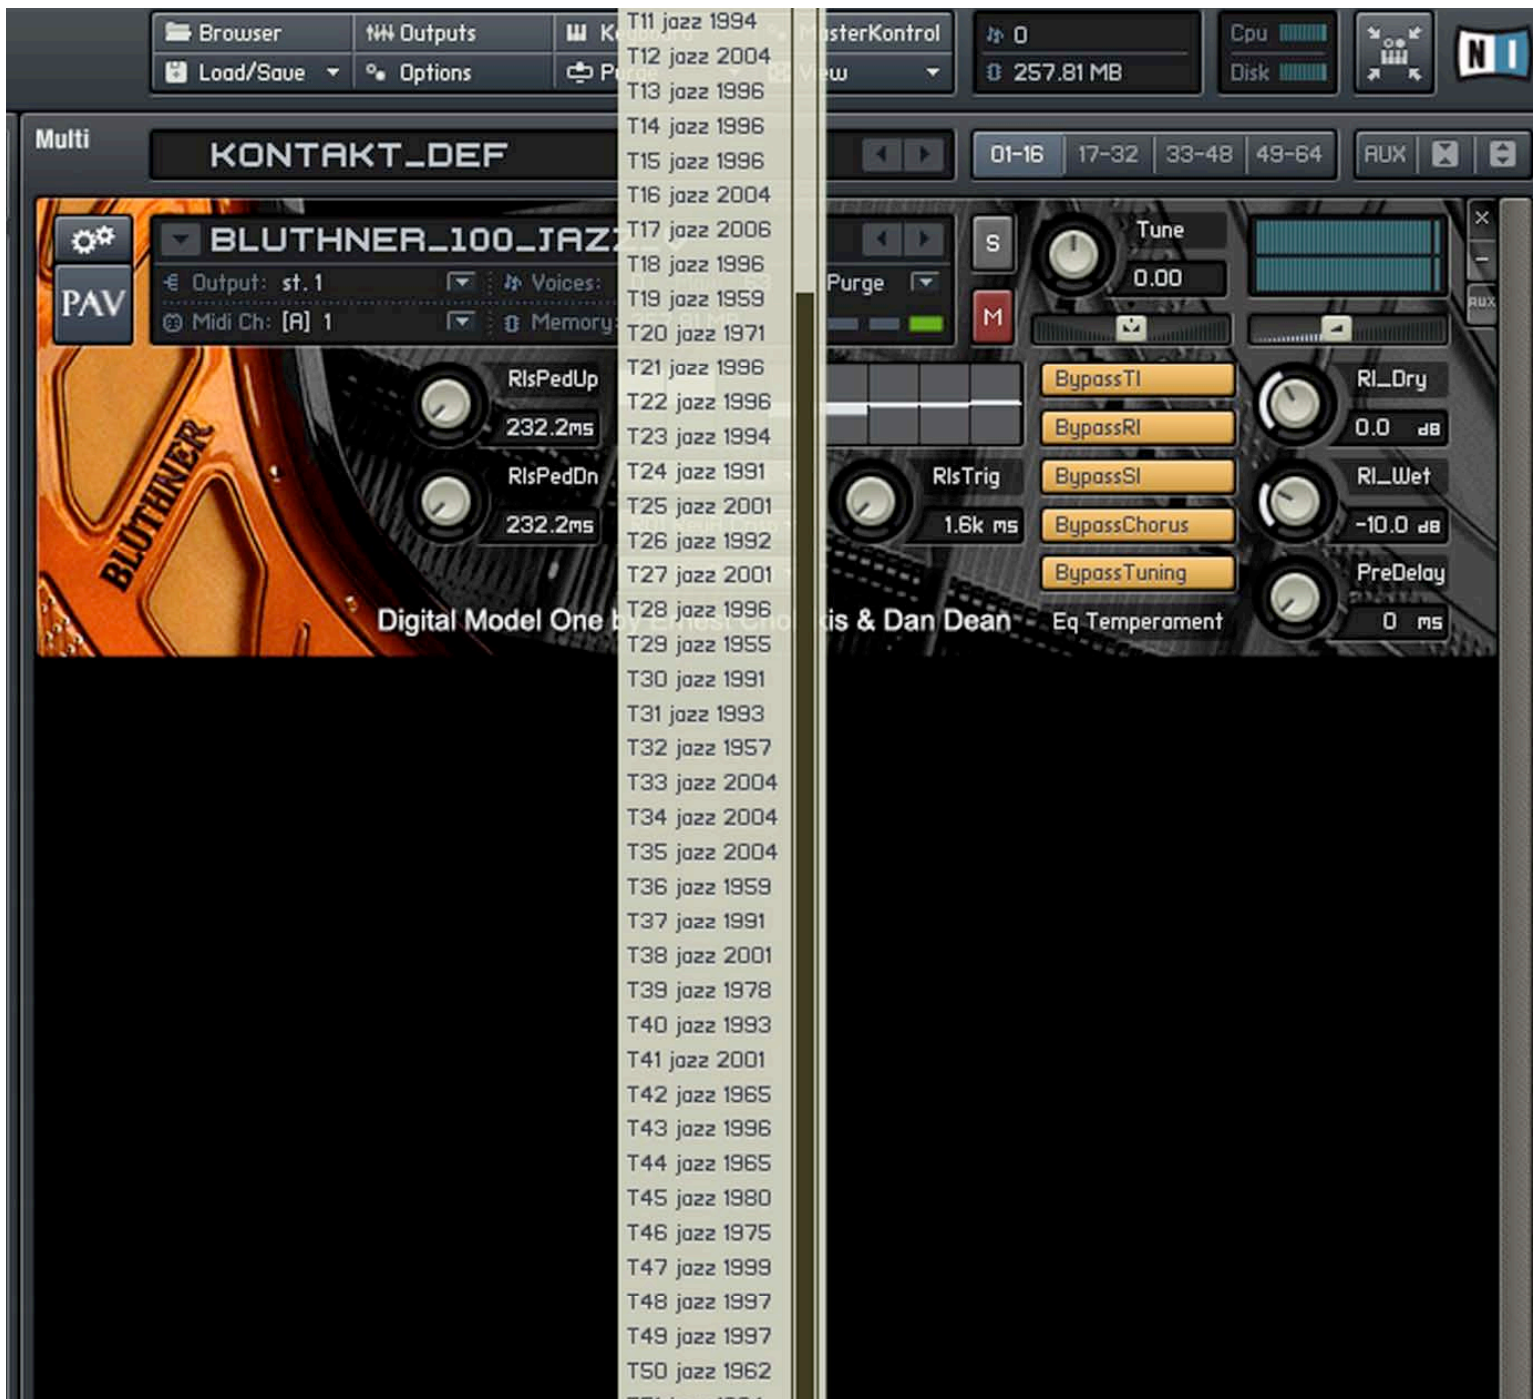 Browser
Outputs
Load/Save
Options
View
0
257.81 MB
Cpu
Disk
NI
Multi
KONTAKT_DEF
01-16 17-32 33-48 49-64
AUX
BLUTHNER_100_JAZZ_
PAV
Output: st. 1
Voices:
Purge
Midi Ch: [A] 1
Memory:
S
M
Tune
0.00
AUX
RlsPedUp
232.2ms
RlsPedDn
232.2ms
RlsTrig
1.6k ms
BypassTI
BypassRI
BypassSI
BypassChorus
BypassTuning
Eq Temperament
RI_Dry
0.0 dB
RI_Wet
-10.0 dB
PreDelay
0 ms
BLÜTHNER
Digital Model One by Ernest is & Dan Dean
T11 jazz 1994
T12 jazz 2004
T13 jazz 1996
T14 jazz 1996
T15 jazz 1996
T16 jazz 2004
T17 jazz 2006
T18 jazz 1996
T19 jazz 1959
T20 jazz 1971
T21 jazz 1996
T22 jazz 1996
T23 jazz 1994
T24 jazz 1991
T25 jazz 2001
T26 jazz 1992
T27 jazz 2001
T28 jazz 1996
T29 jazz 1955
T30 jazz 1991
T31 jazz 1993
T32 jazz 1957
T33 jazz 2004
T34 jazz 2004
T35 jazz 2004
T36 jazz 1959
T37 jazz 1991
T38 jazz 2001
T39 jazz 1978
T40 jazz 1993
T41 jazz 2001
T42 jazz 1965
T43 jazz 1996
T44 jazz 1965
T45 jazz 1980
T46 jazz 1975
T47 jazz 1999
T48 jazz 1997
T49 jazz 1997
T50 jazz 1962